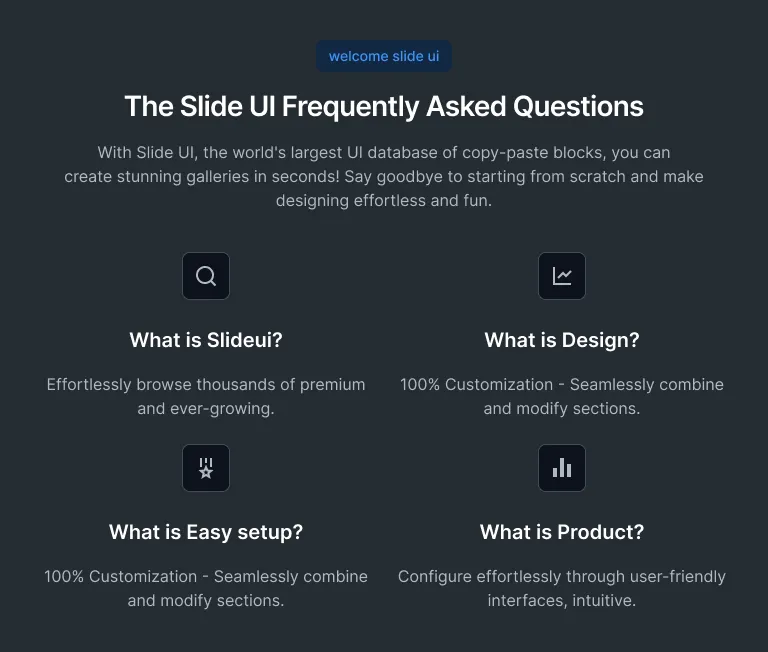 welcome slide ui
The Slide UI Frequently Asked Questions
With Slide UI, the world's largest UI database of copy-paste blocks, you can
create stunning galleries in seconds! Say goodbye to starting from scratch and make
designing effortless and fun.
What is Slideui?
Effortlessly browse thousands of premium
and ever-growing.
What is Design?
100% Customization - Seamlessly combine
and modify sections.
What is Easy setup?
100% Customization - Seamlessly combine
and modify sections.
What is Product?
Configure effortlessly through user-friendly
interfaces, intuitive.